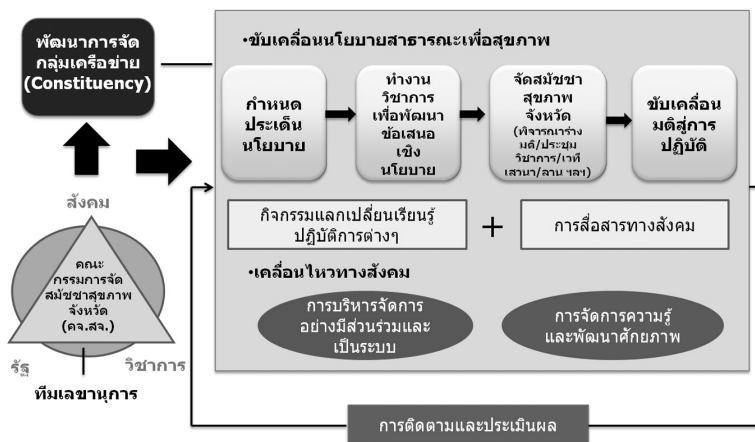 พัฒนาการจัด
กลุ่มเครือข่าย
(Constituency)
•ขับเคลื่อนนโยบายสาธารณะเพื่อสุขภาพ
กำหนด
ประเด็น
นโยบาย
ทำงาน
วิชาการ
เพื่อพัฒนา
ข้อเสนอ
เชิง
นโยบาย
จัดสมัชชา
สุขภาพ
จังหวัด
(พิจารณาร่าง
มติ/ประชุม
วิชาการ/เวที
เสวนา/ลาน ฯลฯ)
ขับเคลื่อน
มติสู่การ
ปฏิบัติ
กิจกรรมแลกเปลี่ยนเรียนรู้
ปฏิบัติการต่างๆ
+
การสื่อสารทางสังคม
•เคลื่อนไหวทางสังคม
การบริหารจัดการ
อย่างมีส่วนร่วมและ
เป็นระบบ
การจัดการความรู้
และพัฒนาศักยภาพ
สังคม
คณะ
กรรมการจัด
สมัชชาสุขภาพ
จังหวัด
(คจ.สจ.)
รัฐ
วิชาการ
ทีมเลขานุการ
การติดตามและประเมินผล